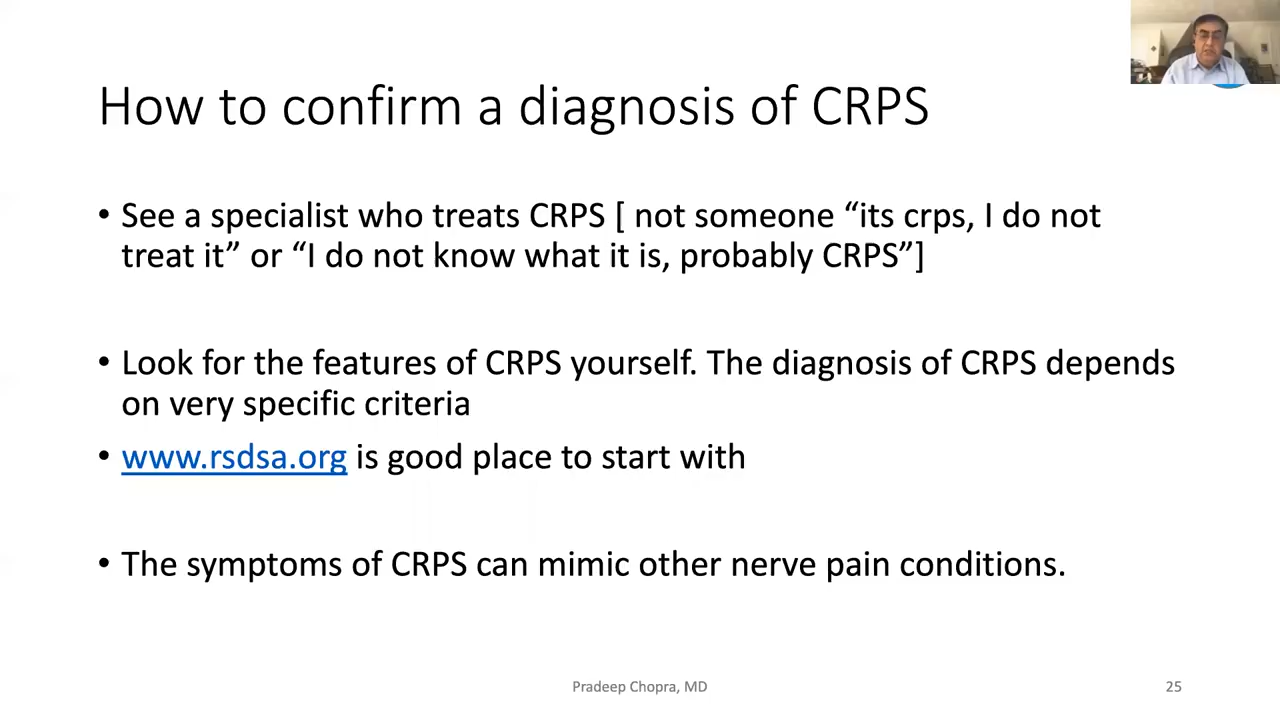 How to confirm a diagnosis of CRPS
• See a specialist who treats CRPS [ not someone “its crps, I do not
treat it” or “I do not know what it is, probably CRPS”]
• Look for the features of CRPS yourself. The diagnosis of CRPS depends
on very specific criteria
• www.rsdsa.org is good place to start with
• The symptoms of CRPS can mimic other nerve pain conditions.
Pradeep Chopra, MD
25